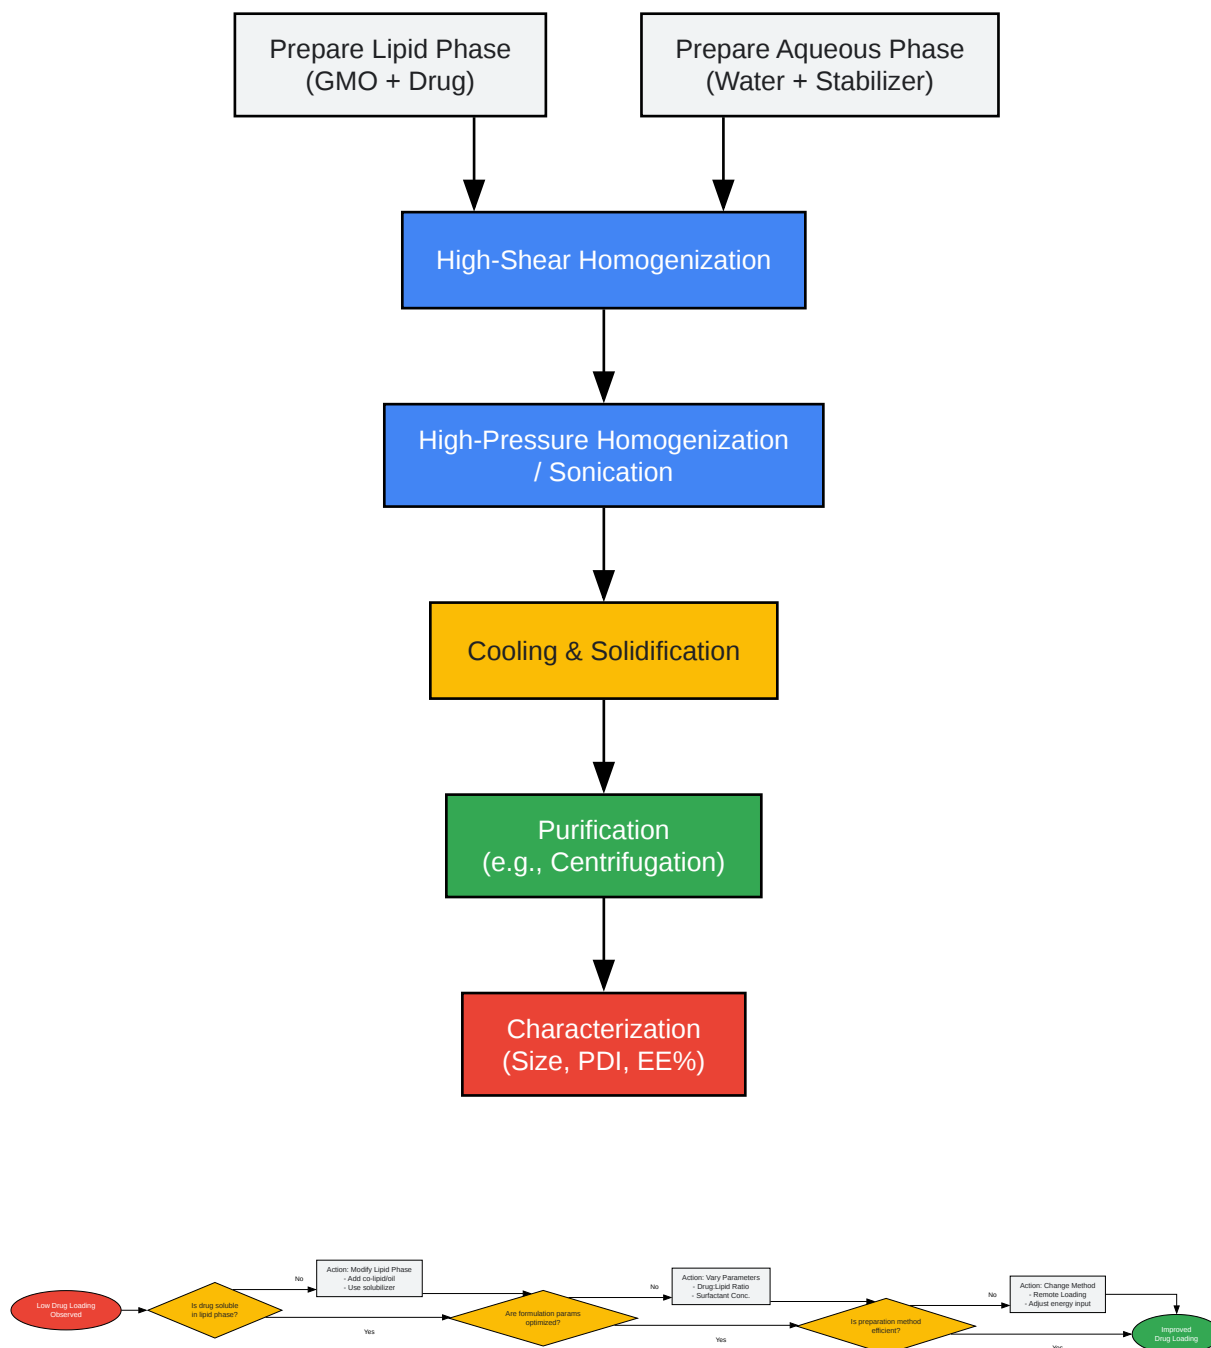 Prepare Lipid Phase
(GMO + Drug)
Prepare Aqueous Phase
(Water + Stabilizer)
High-Shear Homogenization
High-Pressure Homogenization
/ Sonication
Cooling & Solidification
Purification
(e.g., Centrifugation)
Characterization
(Size, PDI, EE%)
Low Drug Loading
Observed
Is drug soluble
in lipid phase?
No
Yes
Action: Modify Lipid Phase
- Add co-lipid/oil
- Use solubilizer
Are formulation params
optimized?
No
Yes
Action: Vary Parameters
- Drug:Lipid Ratio
- Surfactant Conc.
Is preparation method
efficient?
No
Yes
Action: Change Method
- Remote Loading
- Adjust energy input
Improved
Drug Loading